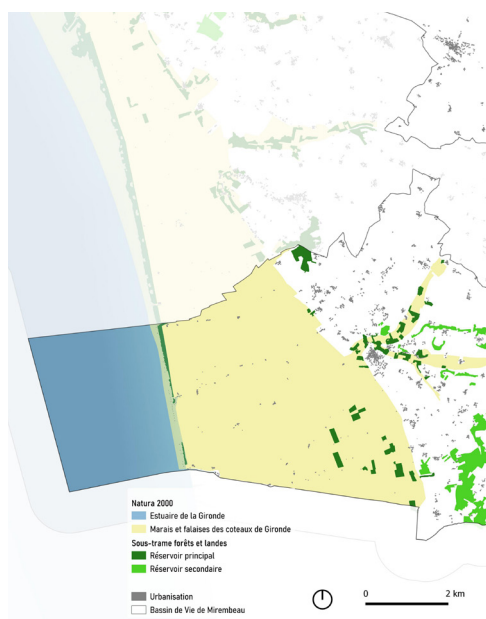 Natura 2000
Estuaire de la Gironde
Marais et falaises des coteaux de Gironde
Sous-trame forêts et landes
Réservoir principal
Réservoir secondaire
Urbanisation
Bassin de Vie de Mirembeau
0 2 km